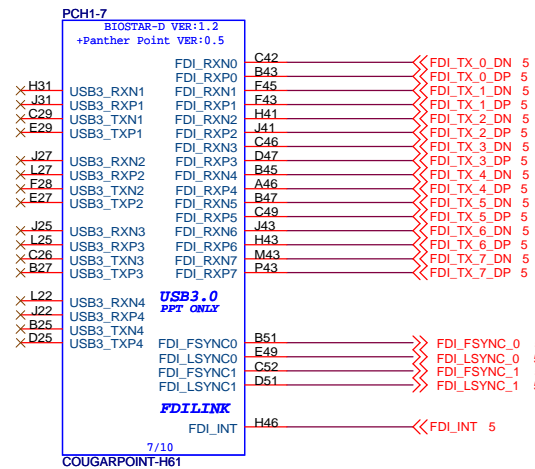 PCH1-7
BIOSTAR-D VER:1.2
+Panther Point VER:0.5
FDI_RXN0 C42 FDI_TX_0_DN 5
FDI_RXP0 B43 FDI_TX_0_DP 5
H31 USB3_RXN1 FDI_RXN1 F45 FDI_TX_1_DN 5
J31 USB3_RXP1 FDI_RXP1 F43 FDI_TX_1_DP 5
C29 USB3_TXN1 FDI_RXN2 H41 FDI_TX_2_DN 5
E29 USB3_TXP1 FDI_RXP2 J41 FDI_TX_2_DP 5
FDI_RXN3 C46 FDI_TX_3_DN 5
J27 USB3_RXN2 FDI_RXP3 D47 FDI_TX_3_DP 5
L27 USB3_RXP2 FDI_RXN4 B45 FDI_TX_4_DN 5
F28 USB3_TXN2 FDI_RXP4 A46 FDI_TX_4_DP 5
E27 USB3_TXP2 FDI_RXN5 B47 FDI_TX_5_DN 5
FDI_RXP5 C49 FDI_TX_5_DP 5
J25 USB3_RXN3 FDI_RXN6 J43 FDI_TX_6_DN 5
L25 USB3_RXP3 FDI_RXP6 H43 FDI_TX_6_DP 5
C26 USB3_TXN3 FDI_RXN7 M43 FDI_TX_7_DN 5
B27 USB3_TXP3 FDI_RXP7 P43 FDI_TX_7_DP 5
L22 USB3_RXN4 USB3.0
J22 USB3_RXP4 PPT ONLY
B25 USB3_TXN4
D25 USB3_TXP4 FDI_FSYNC0 B51 FDI_FSYNC_0
FDI_LSYNC0 E49 FDI_LSYNC_0 5
FDI_FSYNC1 C52 FDI_FSYNC_1
FDI_LSYNC1 D51 FDI_LSYNC_1 5
FDILINK
FDI_INT H46 FDI_INT 5
7/10
COUGARPOINT-H61